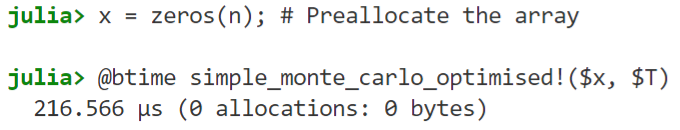 julia> x = zeros(n); # Preallocate the array
julia> @btime simple_monte_carlo_optimised!($x, $T)
216.566 μs (0 allocations: 0 bytes)